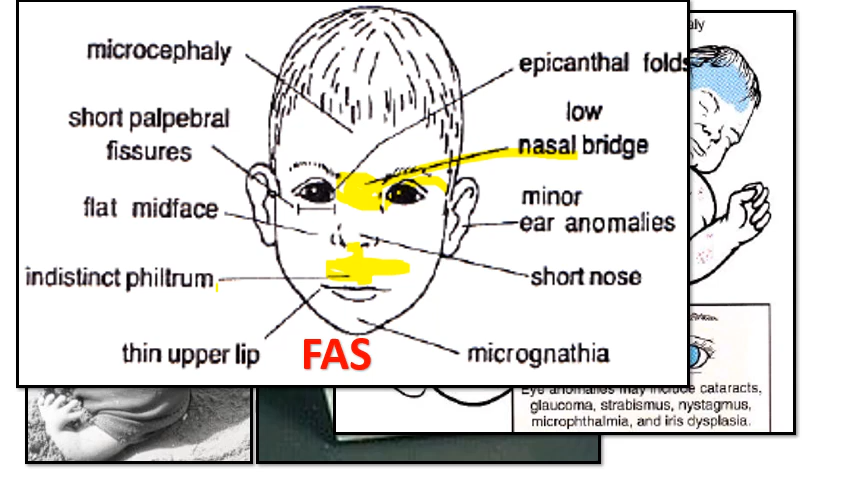 microcephaly
epicanthal folds
short palpebral
fissures
low
nasal bridge
flat midface
minor
ear anomalies
indistinct philtrum
short nose
thin upper lip
FAS
micrognathia
aly
Eye anomalies may include cataracts,
glaucoma, strabismus, nystagmus,
microphthalmia, and iris dysplasia.